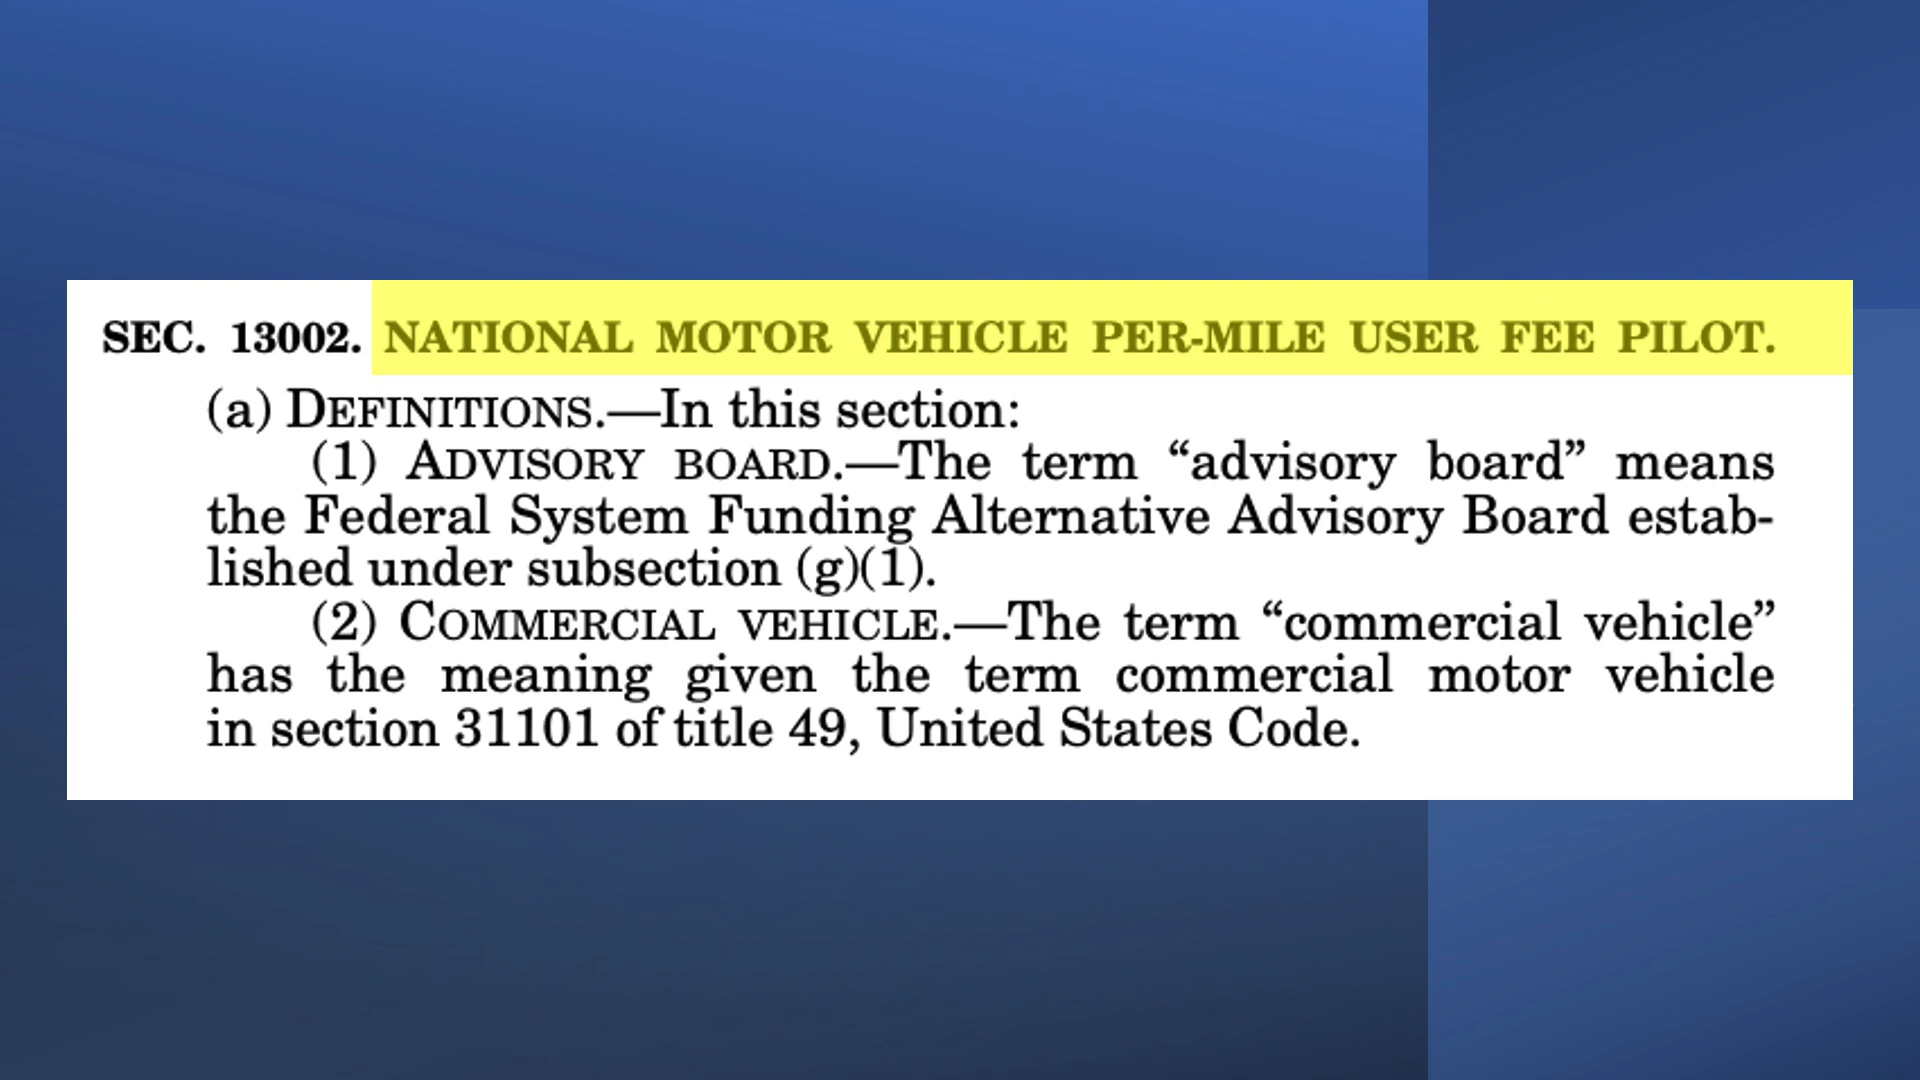 SEC. 13002. NATIONAL MOTOR VEHICLE PER-MILE USER FEE PILOT.
(a) DEFINITIONS.—In this section:
(1) ADVISORY BOARD.—The term “advisory board” means
the Federal System Funding Alternative Advisory Board estab-
lished under subsection (g)(1).
(2) COMMERCIAL VEHICLE.—The term “commercial vehicle”
has the meaning given the term commercial motor vehicle
in section 31101 of title 49, United States Code.